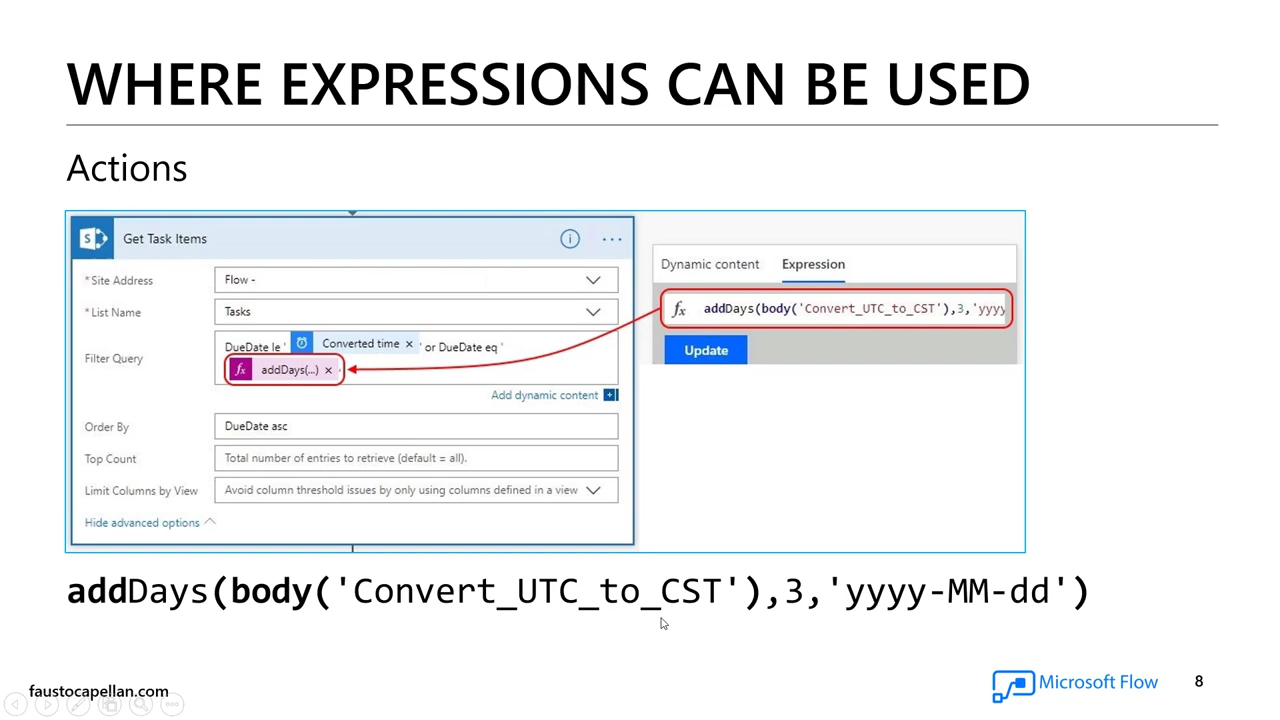 WHERE EXPRESSIONS CAN BE USED
Actions
S
Get Task Items
i
...
* Site Address
Flow -
* List Name
Tasks
Filter Query
DueDate le ' Converted time × ' or DueDate eq '
fx addDays(...) × '
Add dynamic content +
Order By
DueDate asc
Top Count
Total number of entries to retrieve (default = all).
Limit Columns by View
Avoid column threshold issues by only using columns defined in a view
Hide advanced options
Dynamic content Expression
fx addDays(body('Convert_UTC_to_CST'),3,'yyyy
Update
addDays(body('Convert_UTC_to_CST'),3,'yyyy-MM-dd')
faustocapellan.com
Microsoft Flow
8